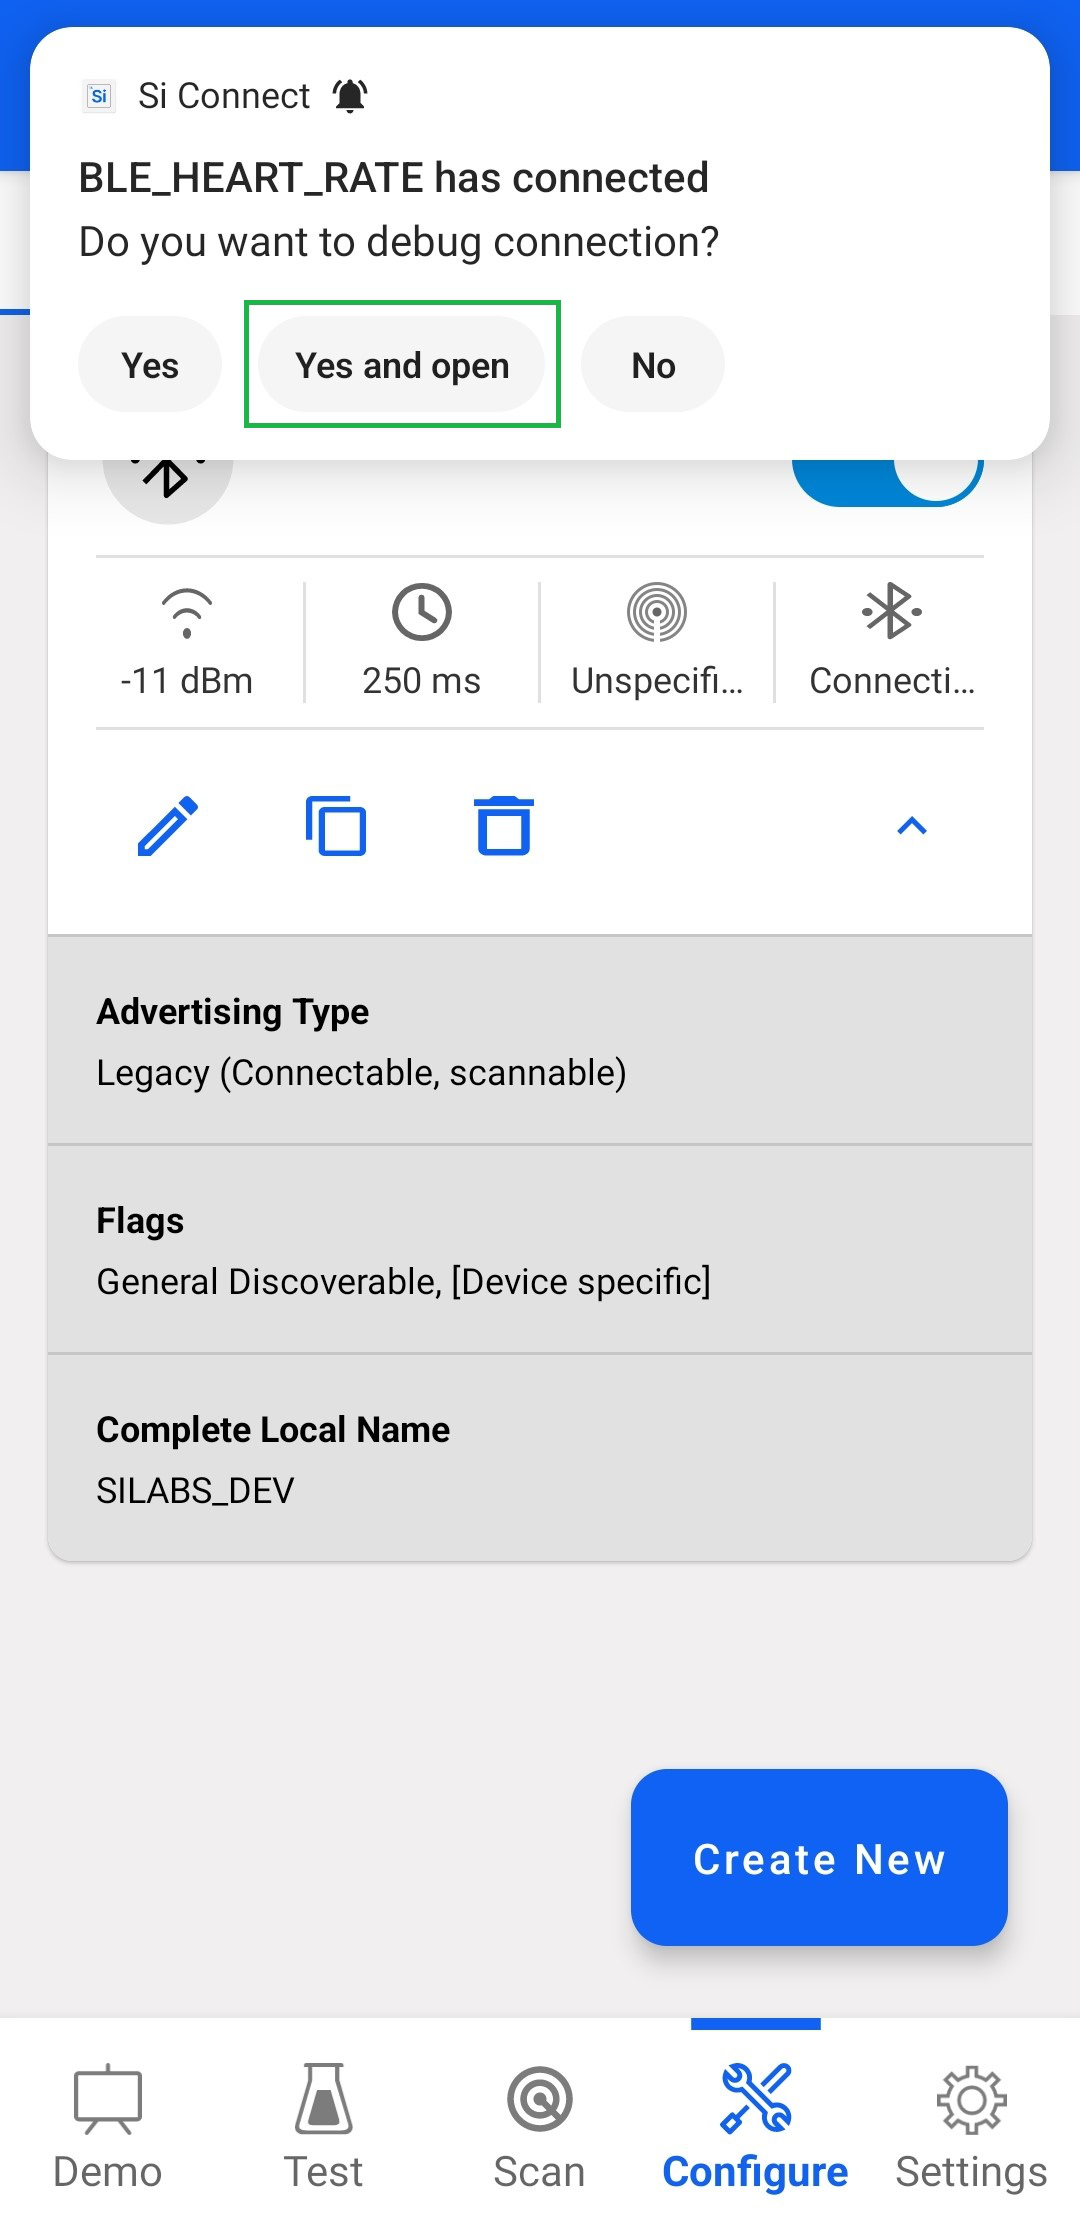 Si
Si Connect
BLE_HEART_RATE has connected
Do you want to debug connection?
Yes
Yes and open
No
-11 dBm
250 ms
Unspecifi...
Connecti...
Advertising Type
Legacy (Connectable, scannable)
Flags
General Discoverable, [Device specific]
Complete Local Name
SILABS_DEV
Create New
Demo
Test
Scan
Configure
Settings